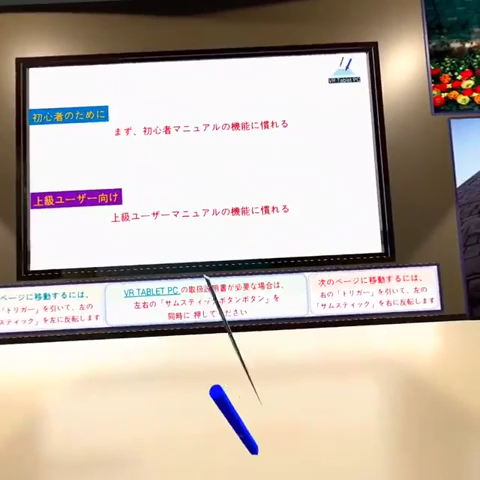 VR Tablet PC
初心者のために
まず、初心者マニュアルの機能に慣れる
上級ユーザー向け
上級ユーザーマニュアルの機能に慣れる
ページに移動するには、
「トリガー」を引いて、左の
サムスティック」を左に反転します
VR TABLET PC の取扱説明書が必要な場合は、
左右の「サムスティックボタンボタン」を
同時に 押してください
次のページに移動するには、
右の「トリガー」を引いて、左の
「サムスティック」を右に反転します